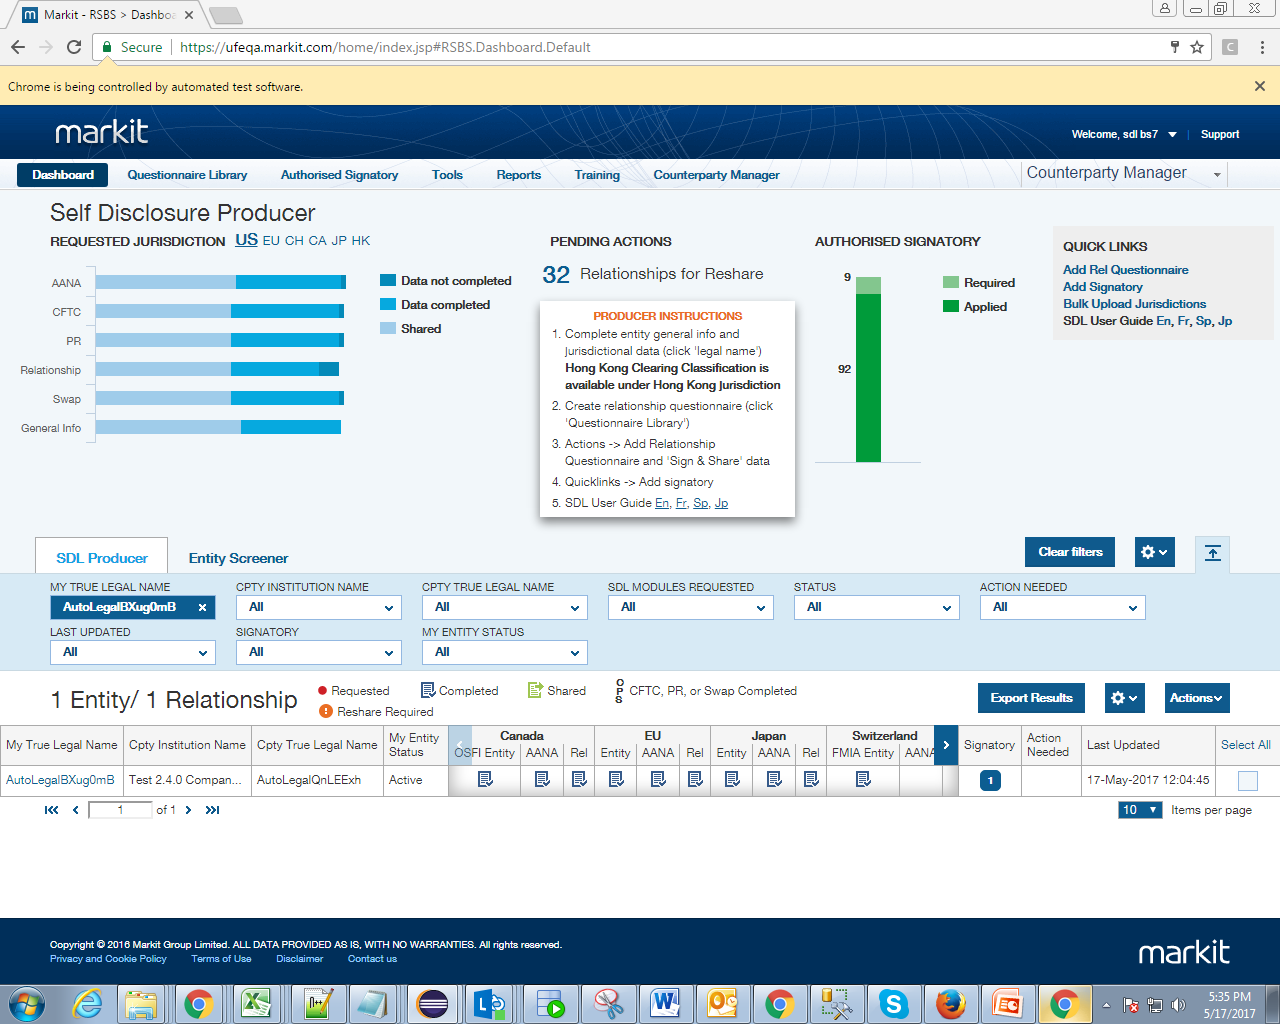 Markit - RSBS > Dashbo
Secure
https://ufeqa.markit.com/home/index.jsp#RSBS.Dashboard.Default
Chrome is being controlled by automated test software.
markit
Welcome, sdl bs7
Support
Dashboard
Questionnaire Library
Authorised Signatory
Tools
Reports
Training
Counterparty Manager
Counterparty Manager
Self Disclosure Producer
REQUESTED JURISDICTION US EU CH CA JP HK
AANA
CFTC
PR
Relationship
Swap
General Info
Data not completed
Data completed
Shared
PENDING ACTIONS
32 Relationships for Reshare
PRODUCER INSTRUCTIONS
1. Complete entity general info and
jurisdictional data (click 'legal name')
Hong Kong Clearing Classification is
available under Hong Kong Jurisdiction
2. Create relationship questionnaire (click
'Questionnaire Library')
3. Actions -> Add Relationship
Questionnaire and 'Sign & Share' data
4. Quicklinks -> Add signatory
5. SDL User Guide En, Fr, Sp, Jp
AUTHORISED SIGNATORY
9
92
Required
Applied
QUICK LINKS
Add Rel Questionnaire
Add Signatory
Bulk Upload Jurisdictions
SDL User Guide En, Fr, Sp, Jp
SDL Producer
Entity Screener
Clear filters
MY TRUE LEGAL NAME
CPTY INSTITUTION NAME
CPTY TRUE LEGAL NAME
SDL MODULES REQUESTED
STATUS
ACTION NEEDED
AutoLegalBXug0mB
All
All
All
All
All
LAST UPDATED
SIGNATORY
MY ENTITY STATUS
All
All
All
1 Entity/ 1 Relationship
Requested
Completed
Shared
OPS CFTC, PR, or Swap Completed
Reshare Required
Export Results
Actions
My True Legal Name
Cpty Institution Name
Cpty True Legal Name
My Entity
Status
Canada
EU
Japan
Switzerland
OSFI Entity
AANA
Rel
Entity
AANA
Rel
Entity
AANA
Rel
FMIA Entity
AANA
Signatory
Action
Needed
Last Updated
Select All
AutoLegalBXug0mB
Test 2.4.0 Compan...
AutoLegalQnLEExh
Active
1
17-May-2017 12:04:45
1
of 1
10
Items per page
Copyright © 2016 Markit Group Limited. ALL DATA PROVIDED AS IS, WITH NO WARRANTIES. All rights reserved.
Privacy and Cookie Policy
Terms of Use
Disclaimer
Contact us
markit
5:35 PM
5/17/2017